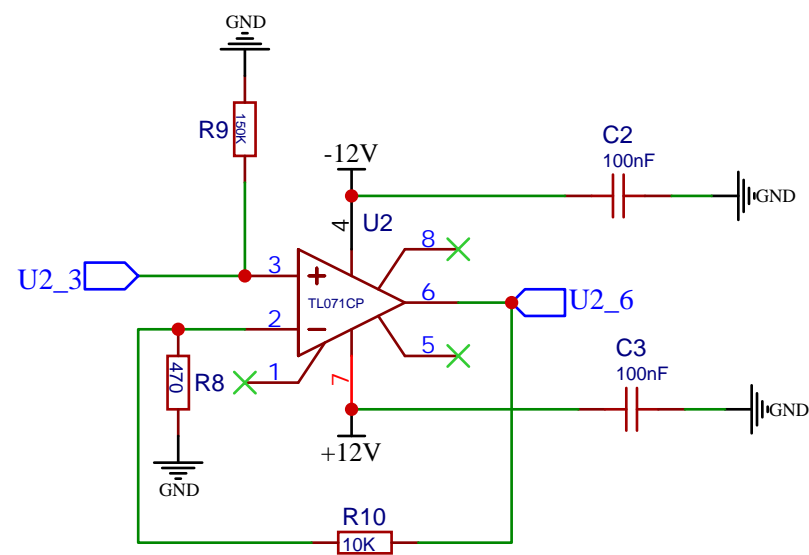 GND
R9
150K
-12V
C2
100nF
GND
4
U2
8
3
U2_3
TL071CP
6
U2_6
2
5
C3
100nF
470
R8
1
7
GND
+12V
GND
R10
10K